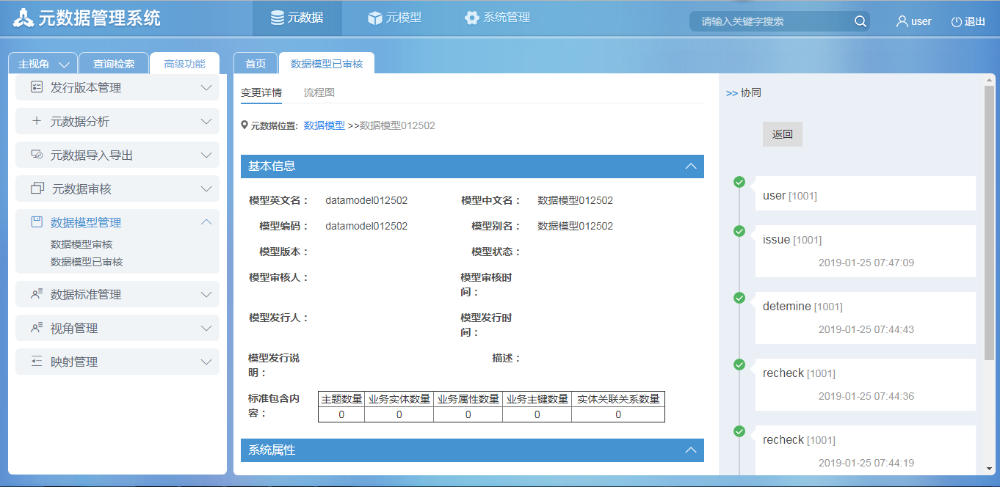 元数据管理系统
元数据
元模型
系统管理
请输入关键字搜索
user
退出
主视角
查询检索
高级功能
发行版本管理
元数据分析
元数据导入导出
元数据审核
数据模型管理
数据模型审核
数据模型已审核
数据标准管理
视角管理
映射管理
首页
数据模型已审核
变更详情
流程图
元数据位置: 数据模型 >>数据模型012502
基本信息
模型英文名： datamodel012502 模型中文名： 数据模型012502
模型编码： datamodel012502 模型别名： 数据模型012502
模型版本： 模型状态：
模型审核人： 模型审核时
间：
模型发行人： 模型发行时
间：
模型发行说 描述：
明：
标准包含内
容：
主题数量 业务实体数量 业务属性数量 业务主键数量 实体关联关系数量
0 0 0 0 0
系统属性
>> 协同
返回
user [1001]
issue [1001]
2019-01-25 07:47:09
detemine [1001]
2019-01-25 07:44:43
recheck [1001]
2019-01-25 07:44:36
recheck [1001]
2019-01-25 07:44:19